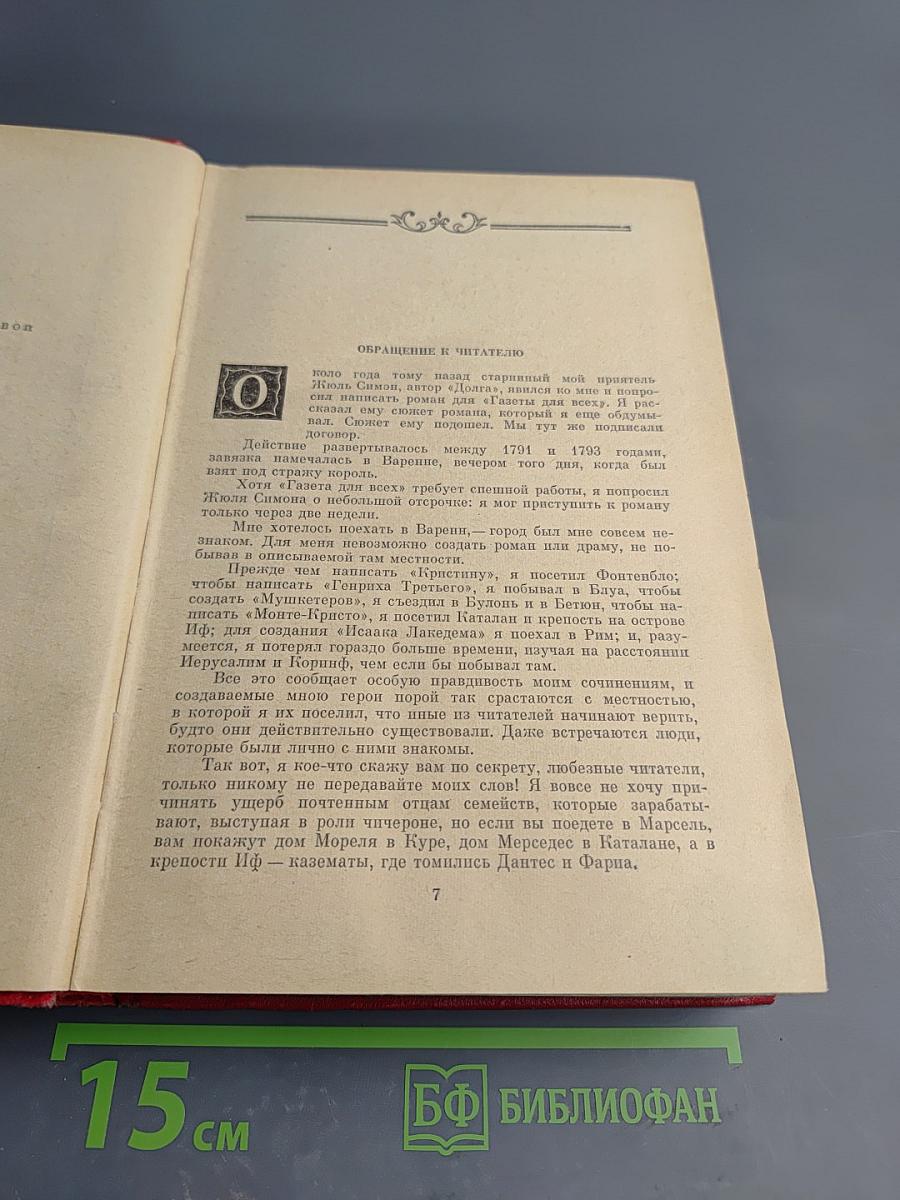 вой
ОБРАЩЕНИЕ К ЧИТАТЕЛЮ
Около года тому назад старинный мой приятель
Жюль Симон, автор «Долга», явился ко мне и попро-
сил написать роман для «Газеты для всех». Я рас-
сказал ему сюжет романа, который я еще обдумы-
вал. Сюжет ему подошел. Мы тут же подписали
договор.
Действие развертывалось между 1791 и 1793 годами,
завязка намечалась в Варенне, вечером того дня, когда был
взят под стражу король.
Хотя «Газета для всех» требует спешной работы, я попросил
Жюля Симона о небольшой отсрочке: я мог приступить к роману
только через две недели.
Мне хотелось поехать в Варенн,— город был мне совсем не-
знаком. Для меня невозможно создать роман или драму, не по-
бывав в описываемой там местности.
Прежде чем написать «Кристину», я посетил Фонтенбло;
чтобы написать «Генриха Третьего», я побывал в Блуа, чтобы
создать «Мушкетеров», я съездил в Булонь и в Бетюн, чтобы на-
писать «Монте-Кристо», я посетил Каталан и крепость на острове
Иф; для создания «Исаака Лакедема» я поехал в Рим; и, разу-
меется, я потерял гораздо больше времени, изучая на расстоянии
Иерусалим и Коринф, чем если бы побывал там.
Все это сообщает особую правдивость моим сочинениям, и
создаваемые мною герои порой так срастаются с местностью,
в которой я их поселил, что иные из читателей начинают верить,
будто они действительно существовали. Даже встречаются люди,
которые были лично с ними знакомы.
Так вот, я кое-что скажу вам по секрету, любезные читатели,
только никому не передавайте моих слов! Я вовсе не хочу при-
чинять ущерб почтенным отцам семейств, которые зарабаты-
вают, выступая в роли чичероне, но если вы поедете в Марсель,
вам покажут дом Мореля в Куре, дом Мерседес в Каталане, а в
крепости Иф — казематы, где томились Дантес и Фариа.
7
15 см
БФ БИБЛИОФАН